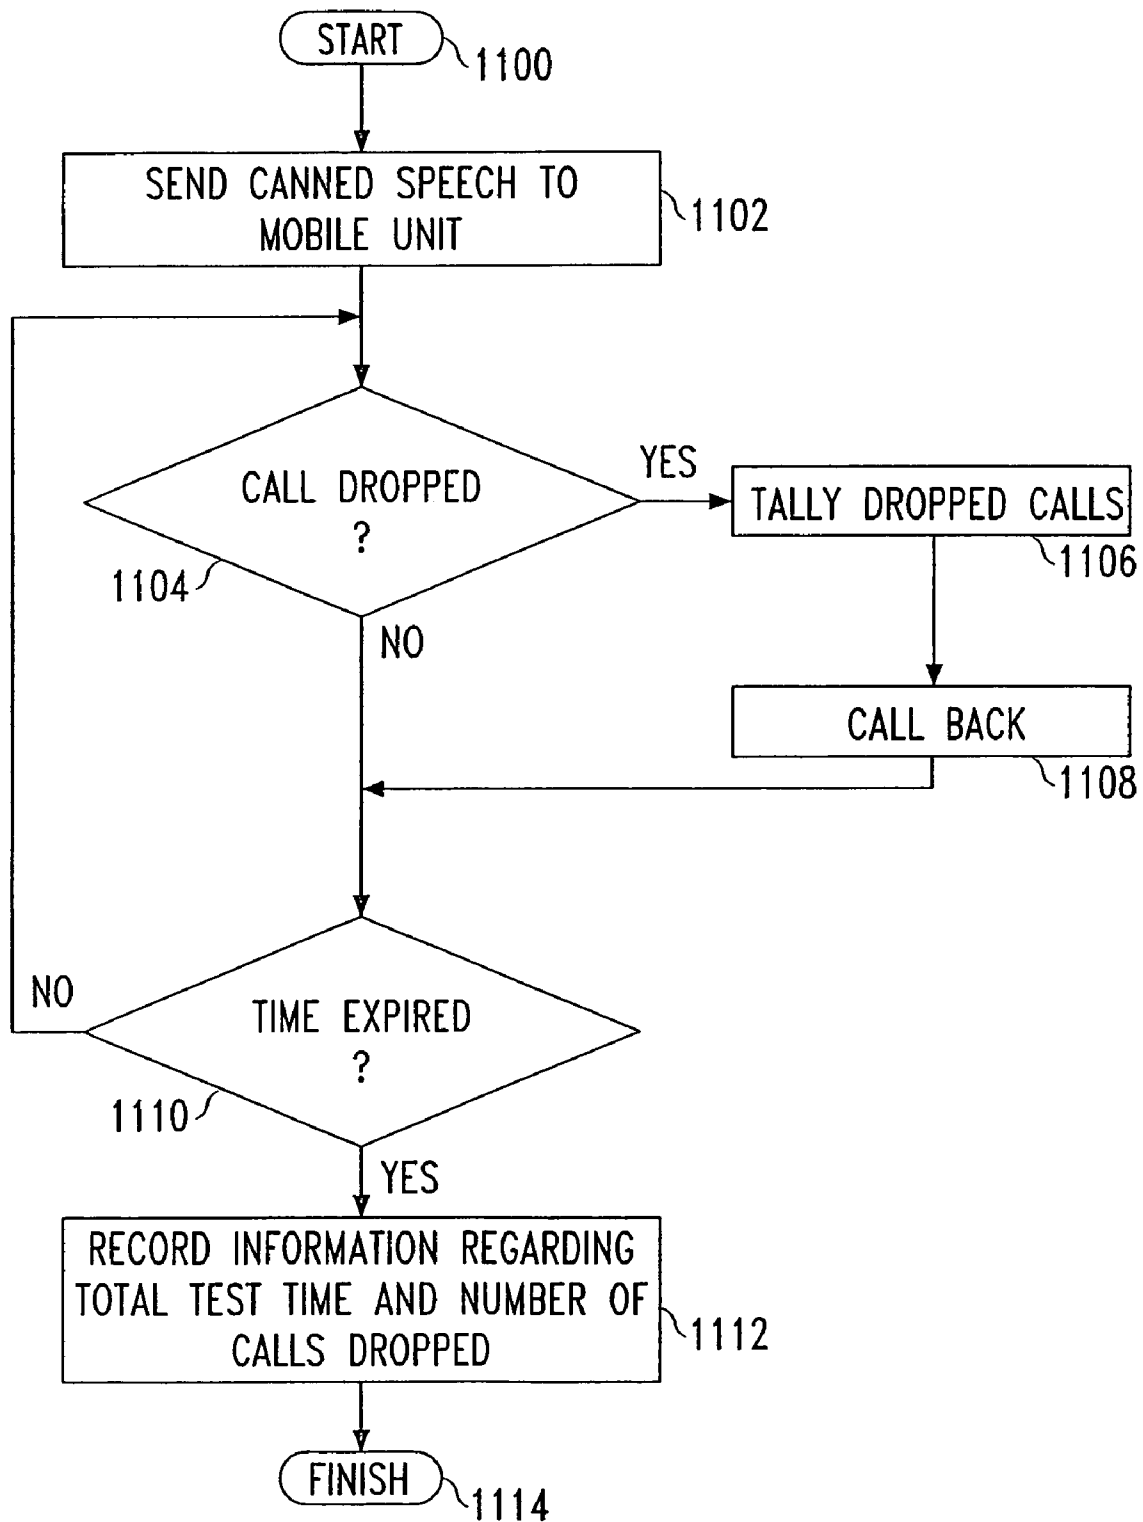 START
1100
SEND CANNED SPEECH TO
MOBILE UNIT
1102
CALL DROPPED
?
1104
YES
TALLY DROPPED CALLS
1106
NO
CALL BACK
1108
NO
TIME EXPIRED
?
1110
YES
RECORD INFORMATION REGARDING
TOTAL TEST TIME AND NUMBER OF
CALLS DROPPED
1112
FINISH
1114